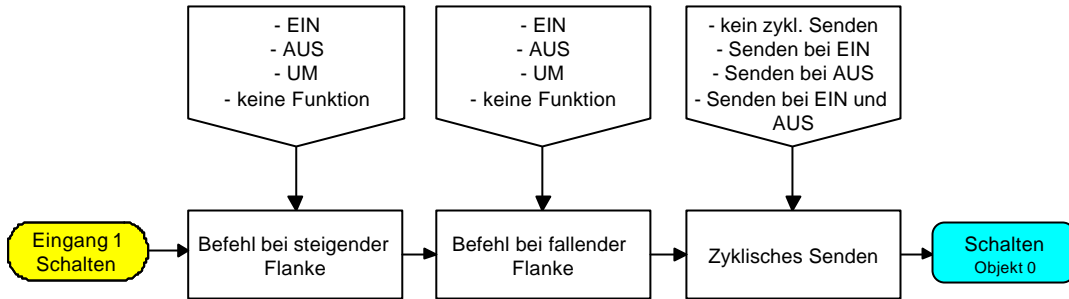 - EIN
- AUS
- UM
- keine Funktion
- EIN
- AUS
- UM
- keine Funktion
- kein zykl. Senden
- Senden bei EIN
- Senden bei AUS
- Senden bei EIN und
AUS
Eingang 1
Schalten
Befehl bei steigender
Flanke
Befehl bei fallender
Flanke
Zyklisches Senden
Schalten
Objekt 0